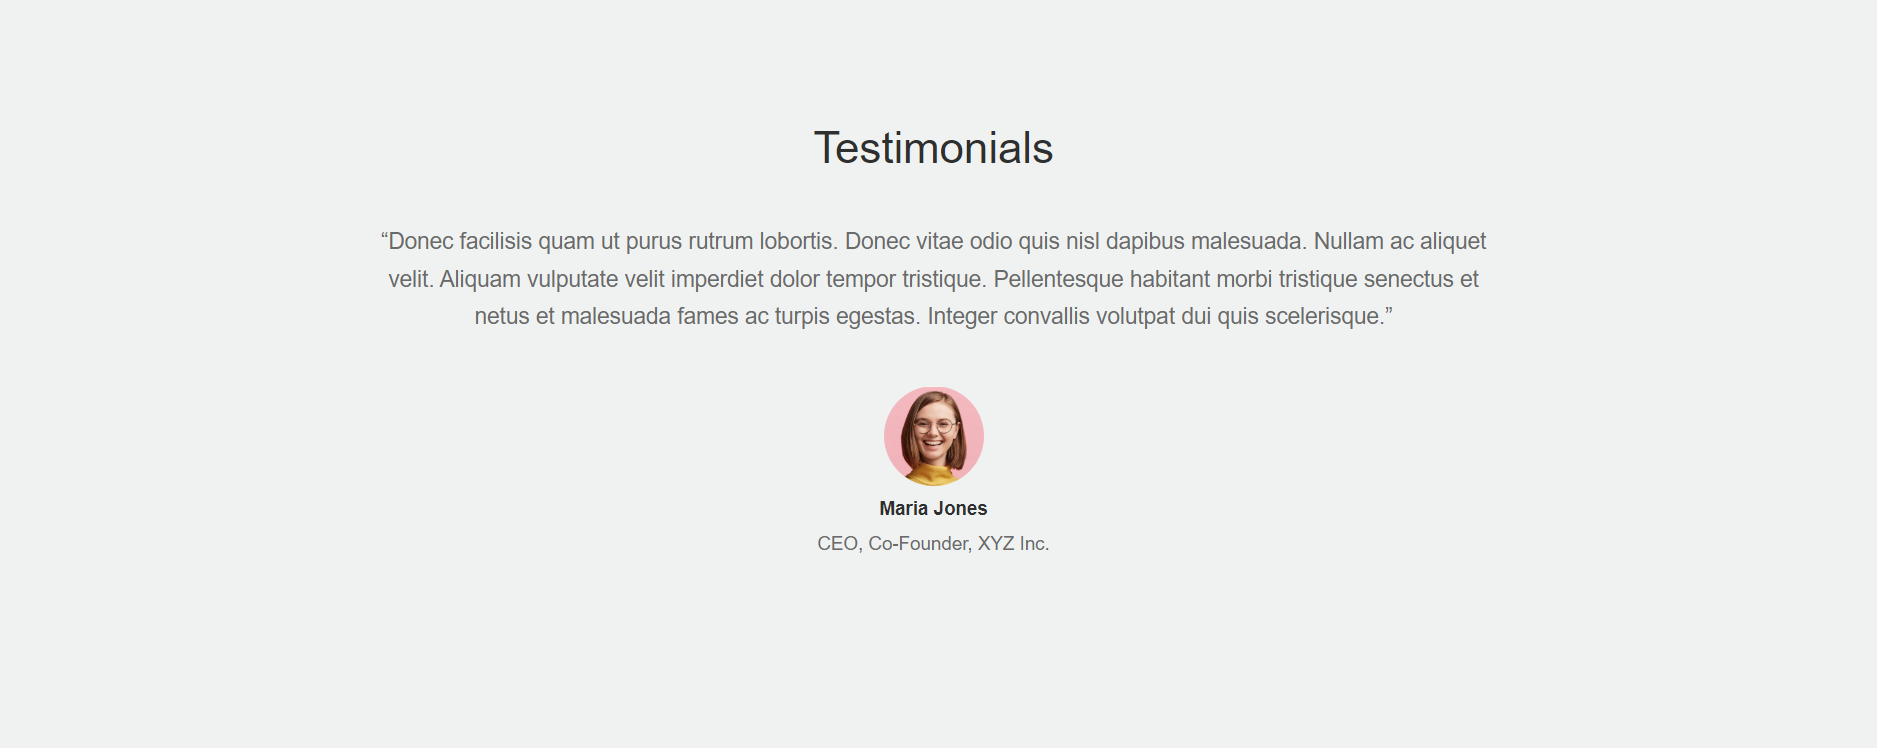 Testimonials
“Donec facilisis quam ut purus rutrum lobortis. Donec vitae odio quis nisl dapibus malesuada. Nullam ac aliquet
velit. Aliquam vulputate velit imperdiet dolor tempor tristique. Pellentesque habitant morbi tristique senectus et
netus et malesuada fames ac turpis egestas. Integer convallis volutpat dui quis scelerisque.”
Maria Jones
CEO, Co-Founder, XYZ Inc.